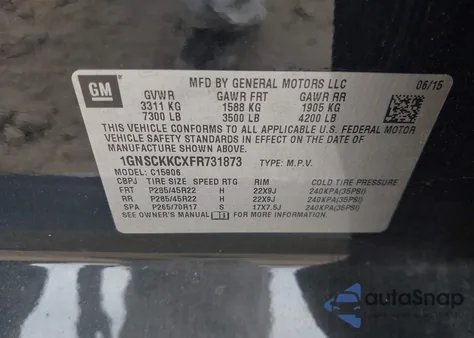 GM
MFD BY GENERAL MOTORS LLC 06/15
GVWR GAWR FRT GAWR RR
3311 KG 1588 KG 1905 KG
7300 LB 3500 LB 4200 LB
THIS VEHICLE CONFORMS TO ALL APPLICABLE U.S. FEDERAL MOTOR
VEHICLE SAFETY STANDARDS IN EFFECT ON THE DATE OF
MANUFACTURE SHOWN ABOVE.
1GNSCKKCXFR731873 TYPE: M.P.V.
MODEL: C15906
CBPJ TIRE SIZE SPEED RTG RIM COLD TIRE PRESSURE
FRT P285/45R22 H 22X9J 240KPA(35PSI)
RR P285/45R22 H 22X9J 240KPA(35PSI)
SPA P265/70R17 S 17X7.5J 240KPA(35PSI)
SEE OWNER'S MANUAL FOR MORE INFORMATION
autoSnap